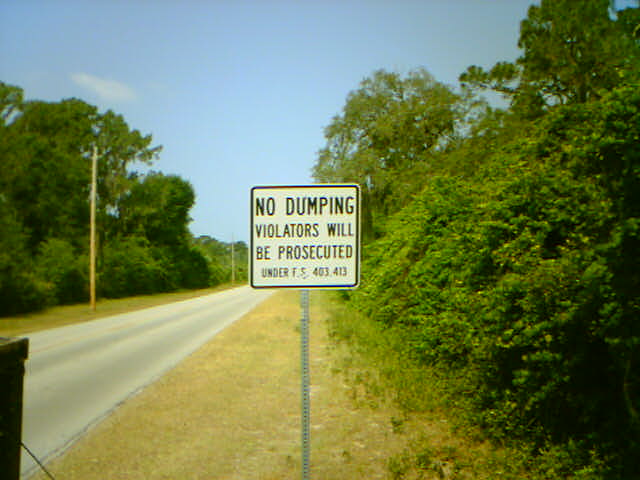 NO DUMPING
VIOLATORS WILL
BE PROSECUTED
UNDER F.S. 403.413